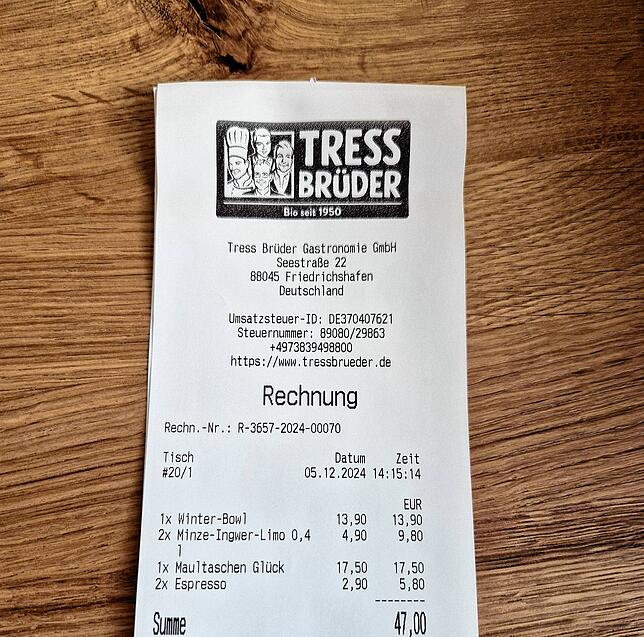 TRESS
BRÜDER
Bio seit 1950
Tress Brüder Gastronomie GmbH
Seestraße 22
88045 Friedrichshafen
Deutschland
Umsatzsteuer-ID: DE370407621
Steuernummer: 89080/29863
+4973839498800
https://www.tressbrueder.de
Rechnung
Rechn.-Nr.: R-3657-2024-00070
Tisch Datum Zeit
#20/1 05.12.2024 14:15:14
EUR
1x Winter-Bowl 13,90 13,90
2x Minze-Ingwer-Limo 0,4 4,90 9,80
l
1x Maultaschen Glück 17,50 17,50
2x Espresso 2,90 5,80
--------
Summe 47,00